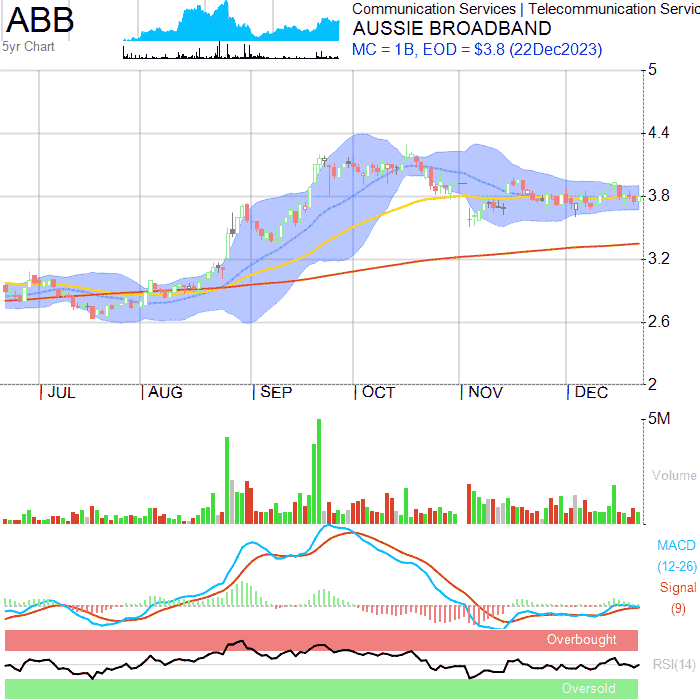 ABB
5yr Chart
Communication Services | Telecommunication Servic
AUSSIE BROADBAND
MC = 1B, EOD = $3.8 (22Dec2023)
5
4.4
3.8
3.2
2.6
2
JUL AUG SEP OCT NOV DEC
5M
Volume
MACD
(12-26)
Signal
(9)
Overbought
RSI(14)
Oversold